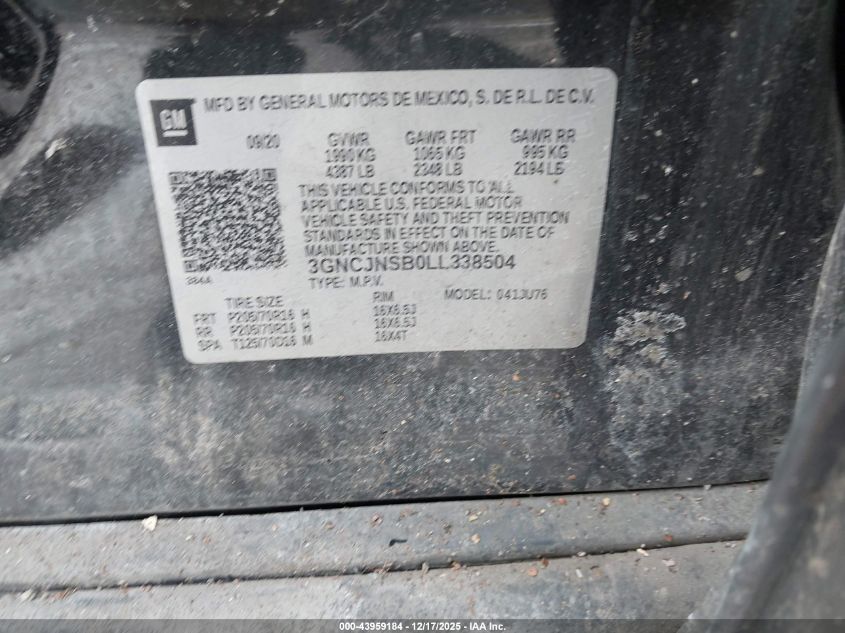 GM
MFD BY GENERAL MOTORS DE MEXICO, S. DE R.L. DE C.V.
09/20 GVWR GAWR FRT GAWR RR
1990 KG 1065 KG 995 KG
4387 LB 2348 LB 2194 LB
THIS VEHICLE CONFORMS TO ALL
APPLICABLE U.S. FEDERAL MOTOR
VEHICLE SAFETY AND THEFT PREVENTION
STANDARDS IN EFFECT ON THE DATE OF
MANUFACTURE SHOWN ABOVE.
3GNCJNSB0LL338504
3844
TYPE: M.P.V. MODEL: 041JU76
TIRE SIZE RIM
FRT P205/70R16 H 16X6.5J
RR P205/70R16 H 16X6.5J
SPA T125/70D16 M 16X4T
000-43959184 - 12/17/2025 - IAA Inc.